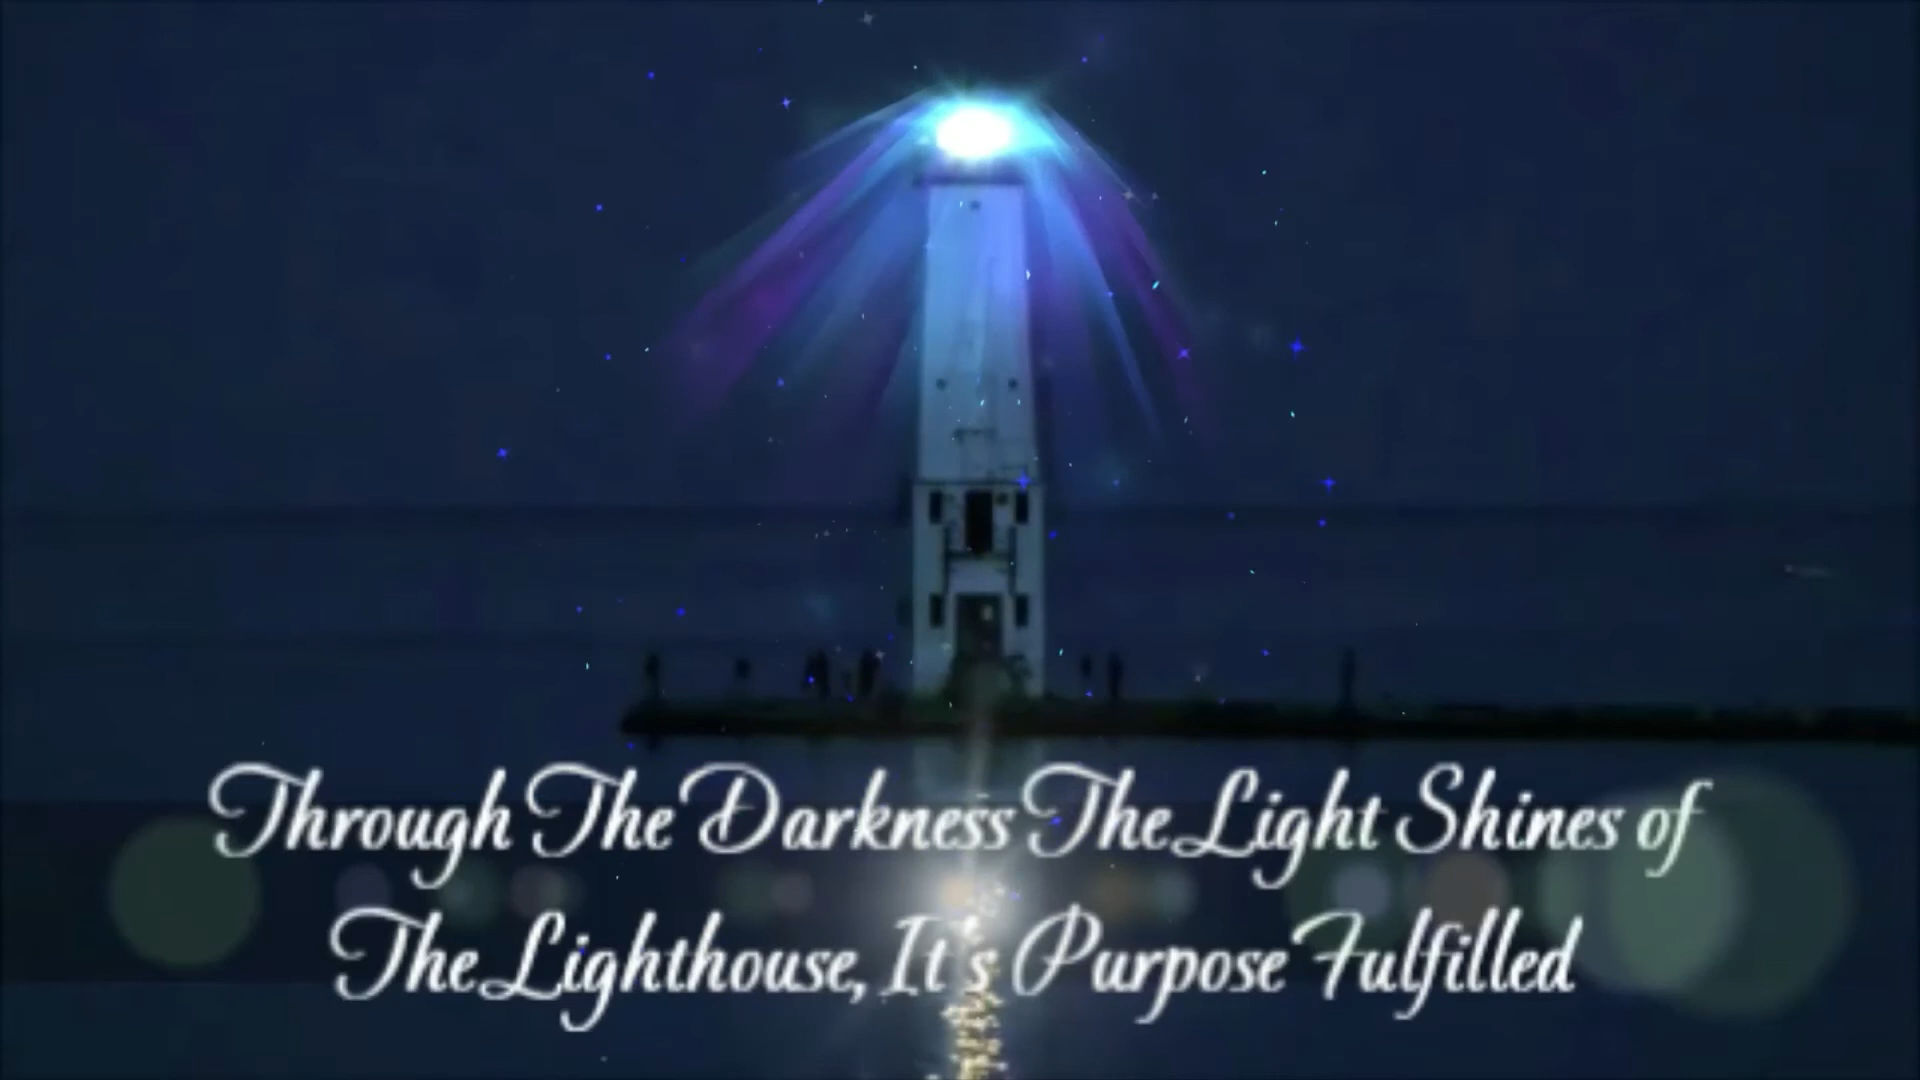 Through The Darkness The Light Shines of
The Lighthouse, It's Purpose Fulfilled